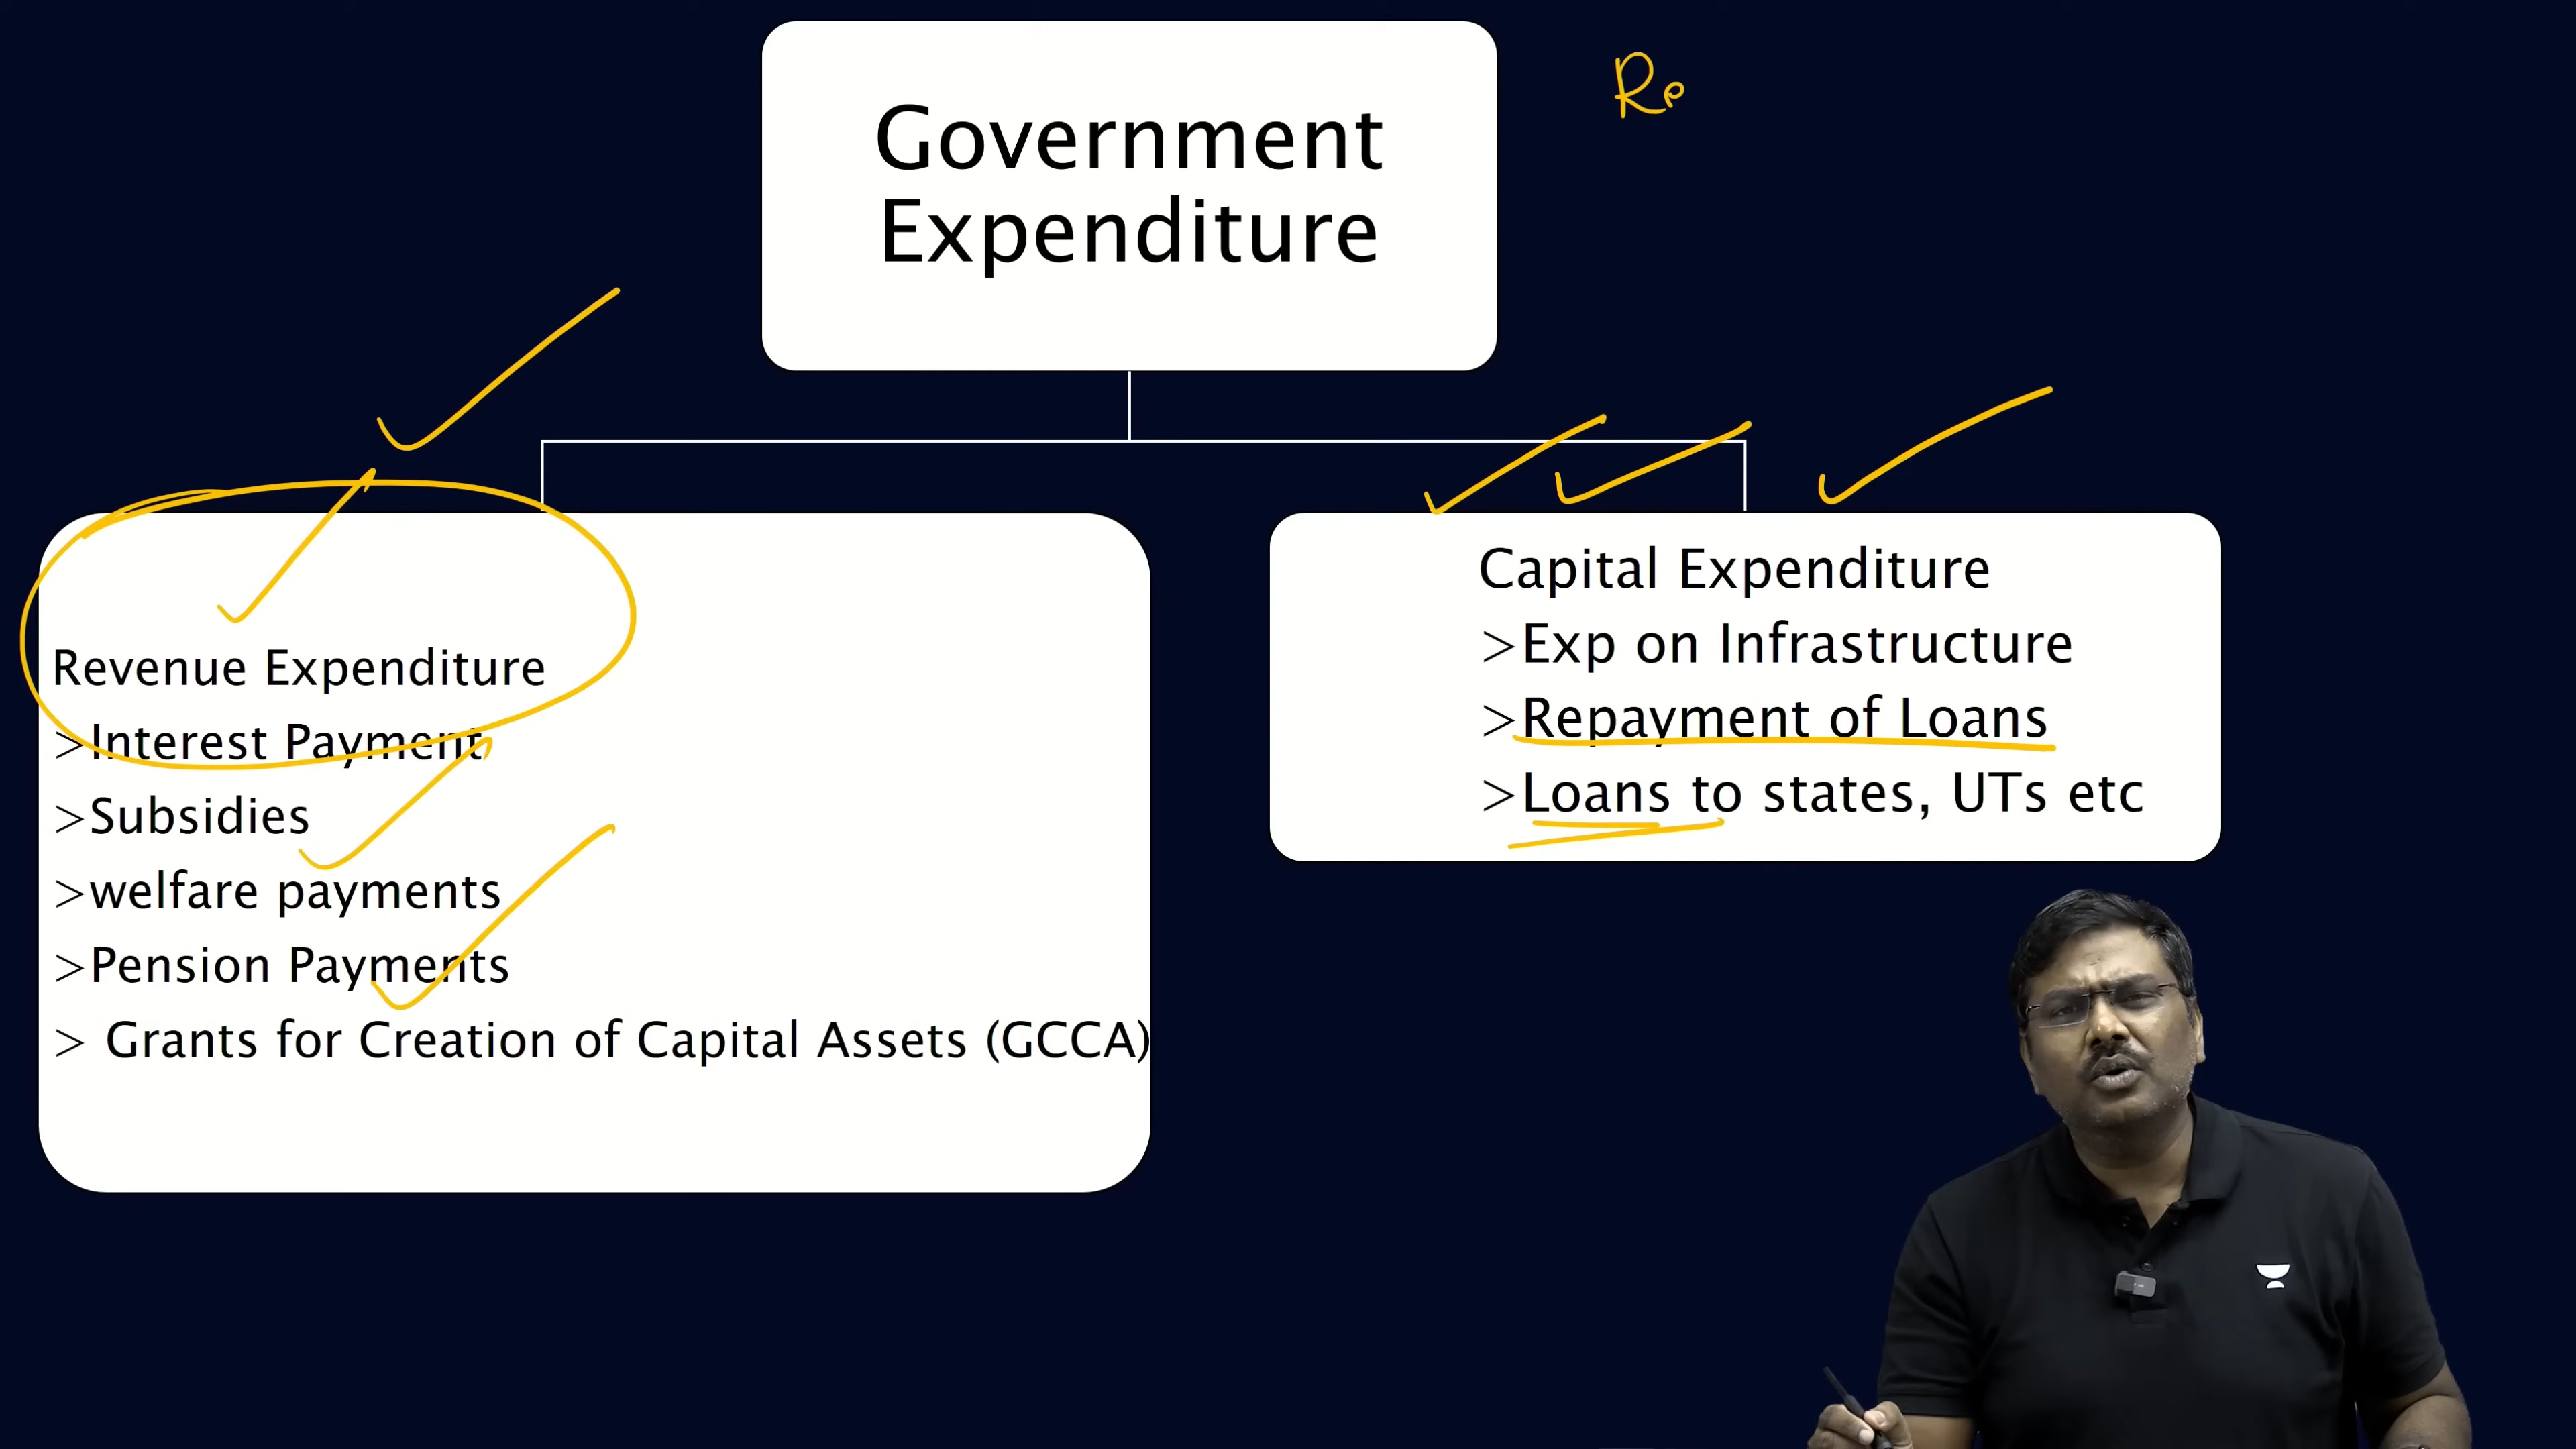 Government
Expenditure
Re
Revenue Expenditure
>Interest Payment
>Subsidies
>welfare payments
>Pension Payments
> Grants for Creation of Capital Assets (GCCA)
Capital Expenditure
>Exp on Infrastructure
>Repayment of Loans
>Loans to states, UTs etc